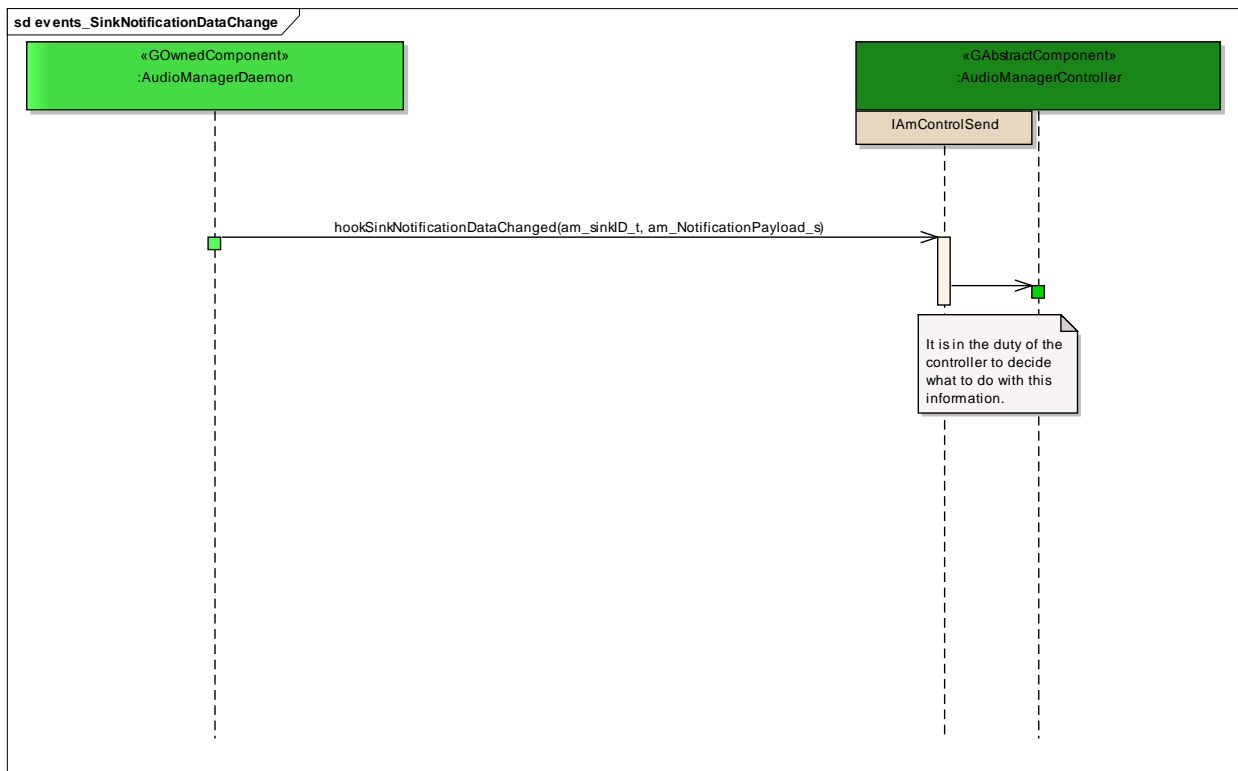 sd events_SinkNotificationDataChange
«GOwnedComponent»
:AudioManagerDaemon
«GAbstractComponent»
:AudioManagerController
IAmControlSend
hookSinkNotificationDataChanged(am_sinkID_t, am_NotificationPayload_s)
It is in the duty of the
controller to decide
what to do with this
information.